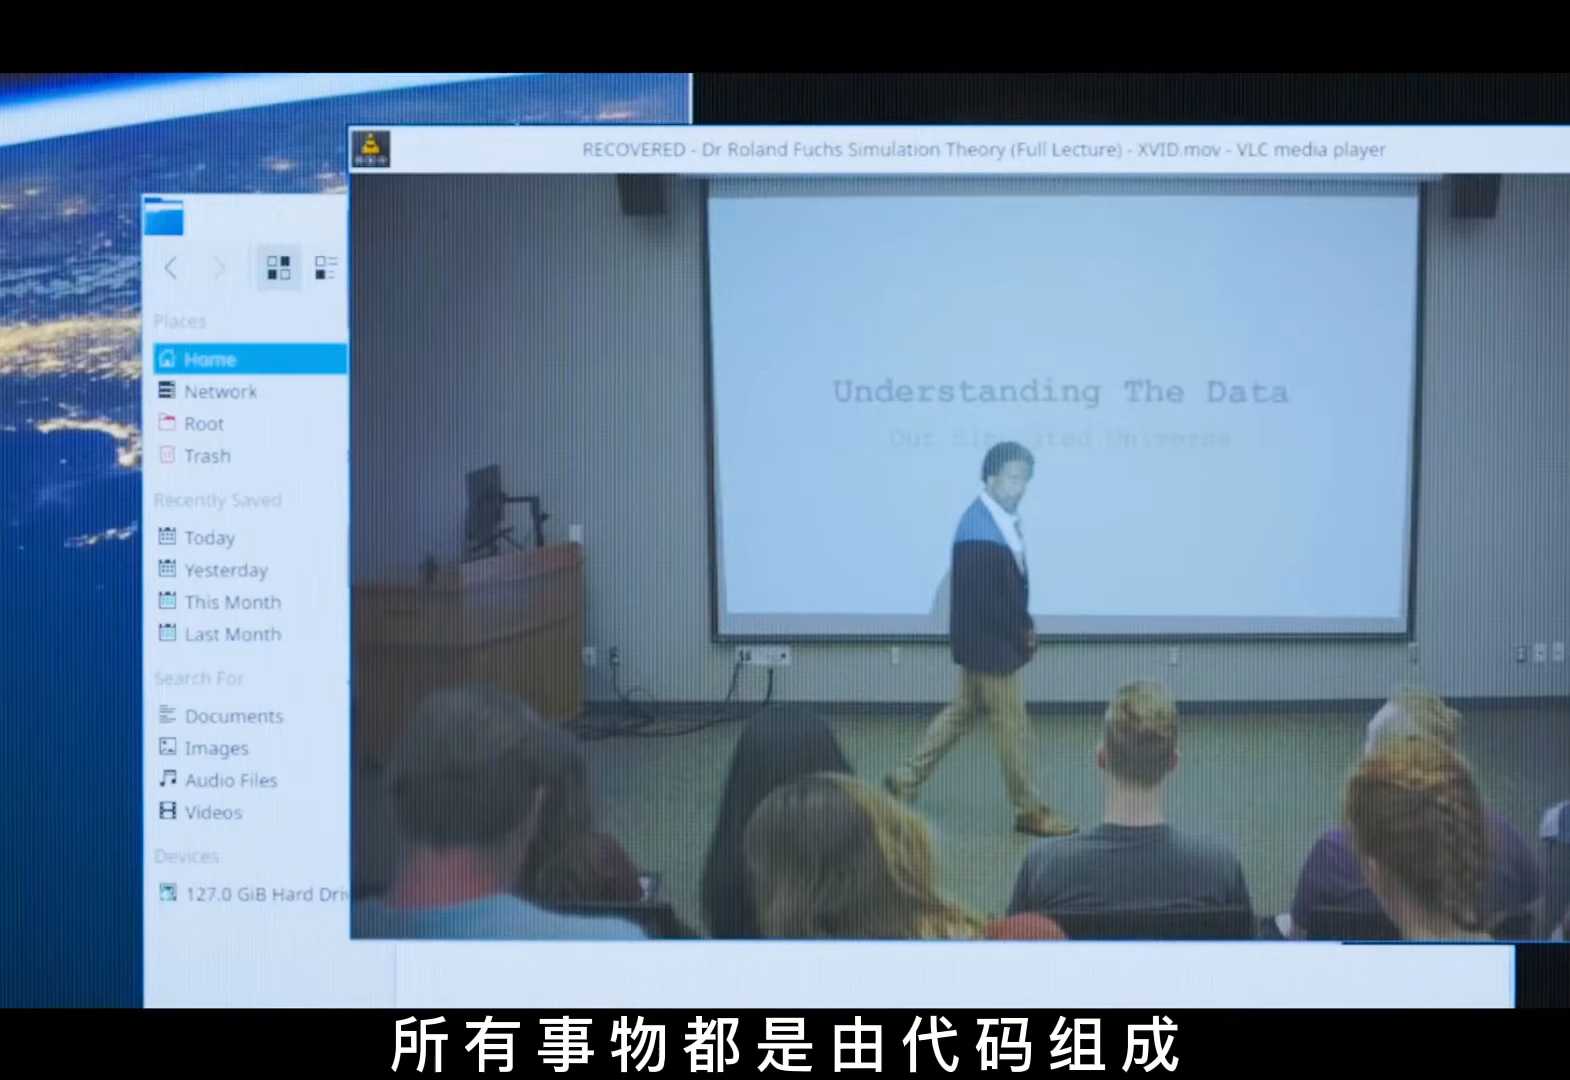 RECOVERED - Dr Roland Fuchs Simulation Theory (Full Lecture) - XVID.mov - VLC media player
Places
Home
Network
Root
Trash
Recently Saved
Today
Yesterday
This Month
Last Month
Search For
Documents
Images
Audio Files
Videos
Devices
127.0 GiB Hard
Understanding The Data
Our Universe
所有事物都是由代码组成